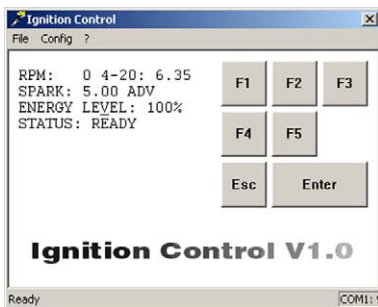 Ignition Control
File Config ?
RPM: 0 4-20: 6.35
SPARK: 5.00 ADV
ENERGY LEVEL: 100%
STATUS: READY
F1 F2 F3
F4 F5
Esc Enter
Ignition Control V1.0
Ready COM1: